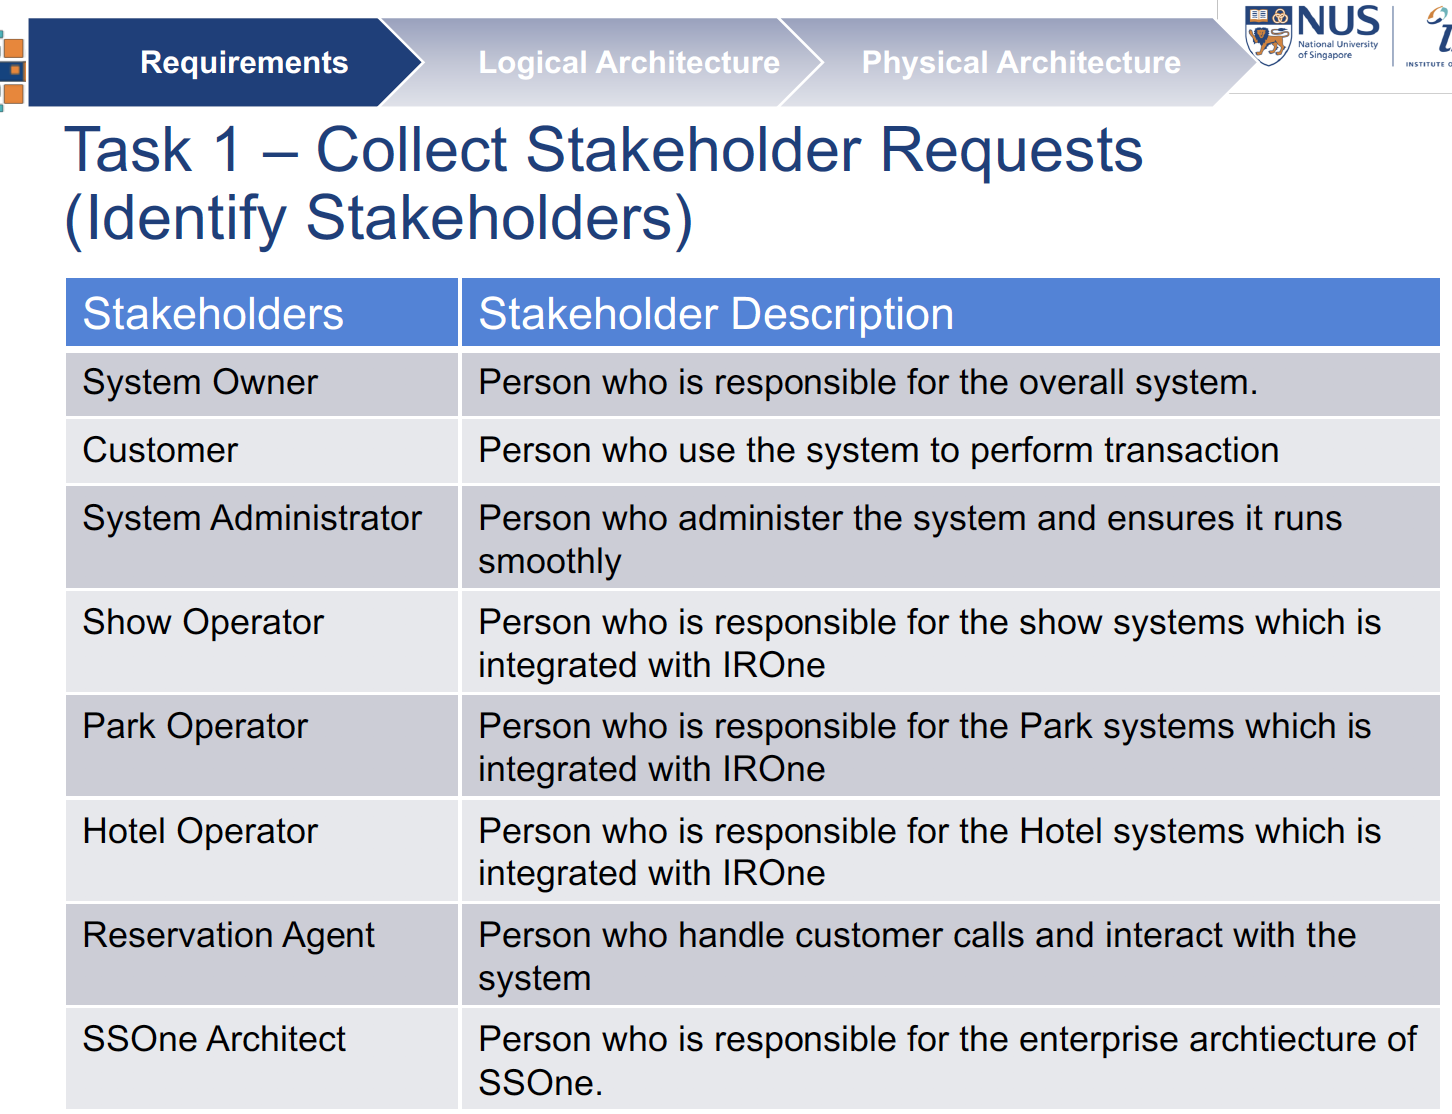 Requirements
Logical Architecture
Physical Architecture
NUS
National University
of Singapore
INSTITUTE O
Task 1 – Collect Stakeholder Requests
(Identify Stakeholders)
Stakeholders
Stakeholder Description
System Owner
Person who is responsible for the overall system.
Customer
Person who use the system to perform transaction
System Administrator
Person who administer the system and ensures it runs
smoothly
Show Operator
Person who is responsible for the show systems which is
integrated with IROne
Park Operator
Person who is responsible for the Park systems which is
integrated with IROne
Hotel Operator
Person who is responsible for the Hotel systems which is
integrated with IROne
Reservation Agent
Person who handle customer calls and interact with the
system
SSOne Architect
Person who is responsible for the enterprise archtiecture of
SSOne.